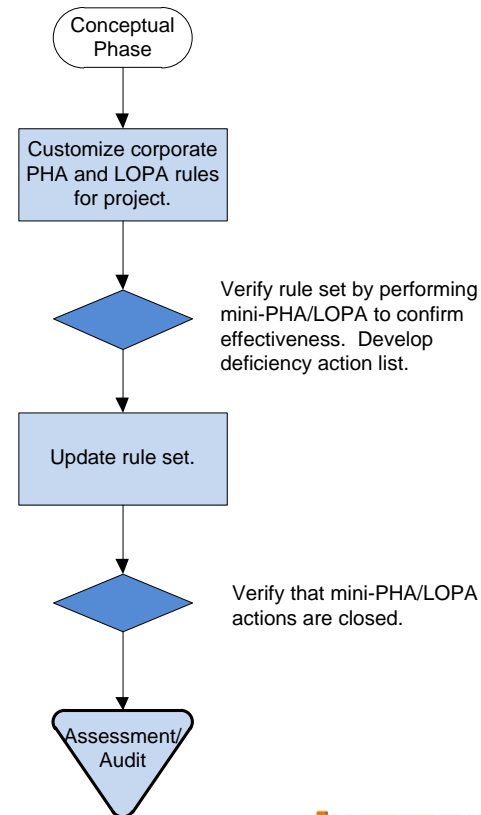 Conceptual
Phase
Customize corporate
PHA and LOPA rules
for project.
Verify rule set by performing
mini-PHA/LOPA to confirm
effectiveness. Develop
deficiency action list.
Update rule set.
Verify that mini-PHA/LOPA
actions are closed.
Assessment/
Audit